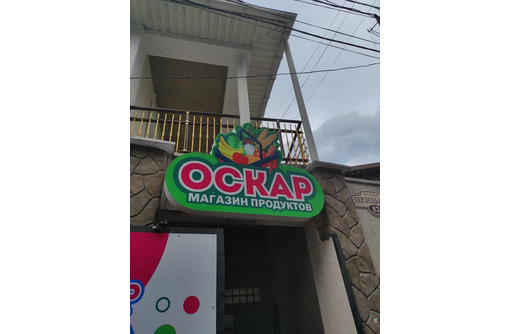 ОСКАР
МАГАЗИН ПРОДУКТОВ